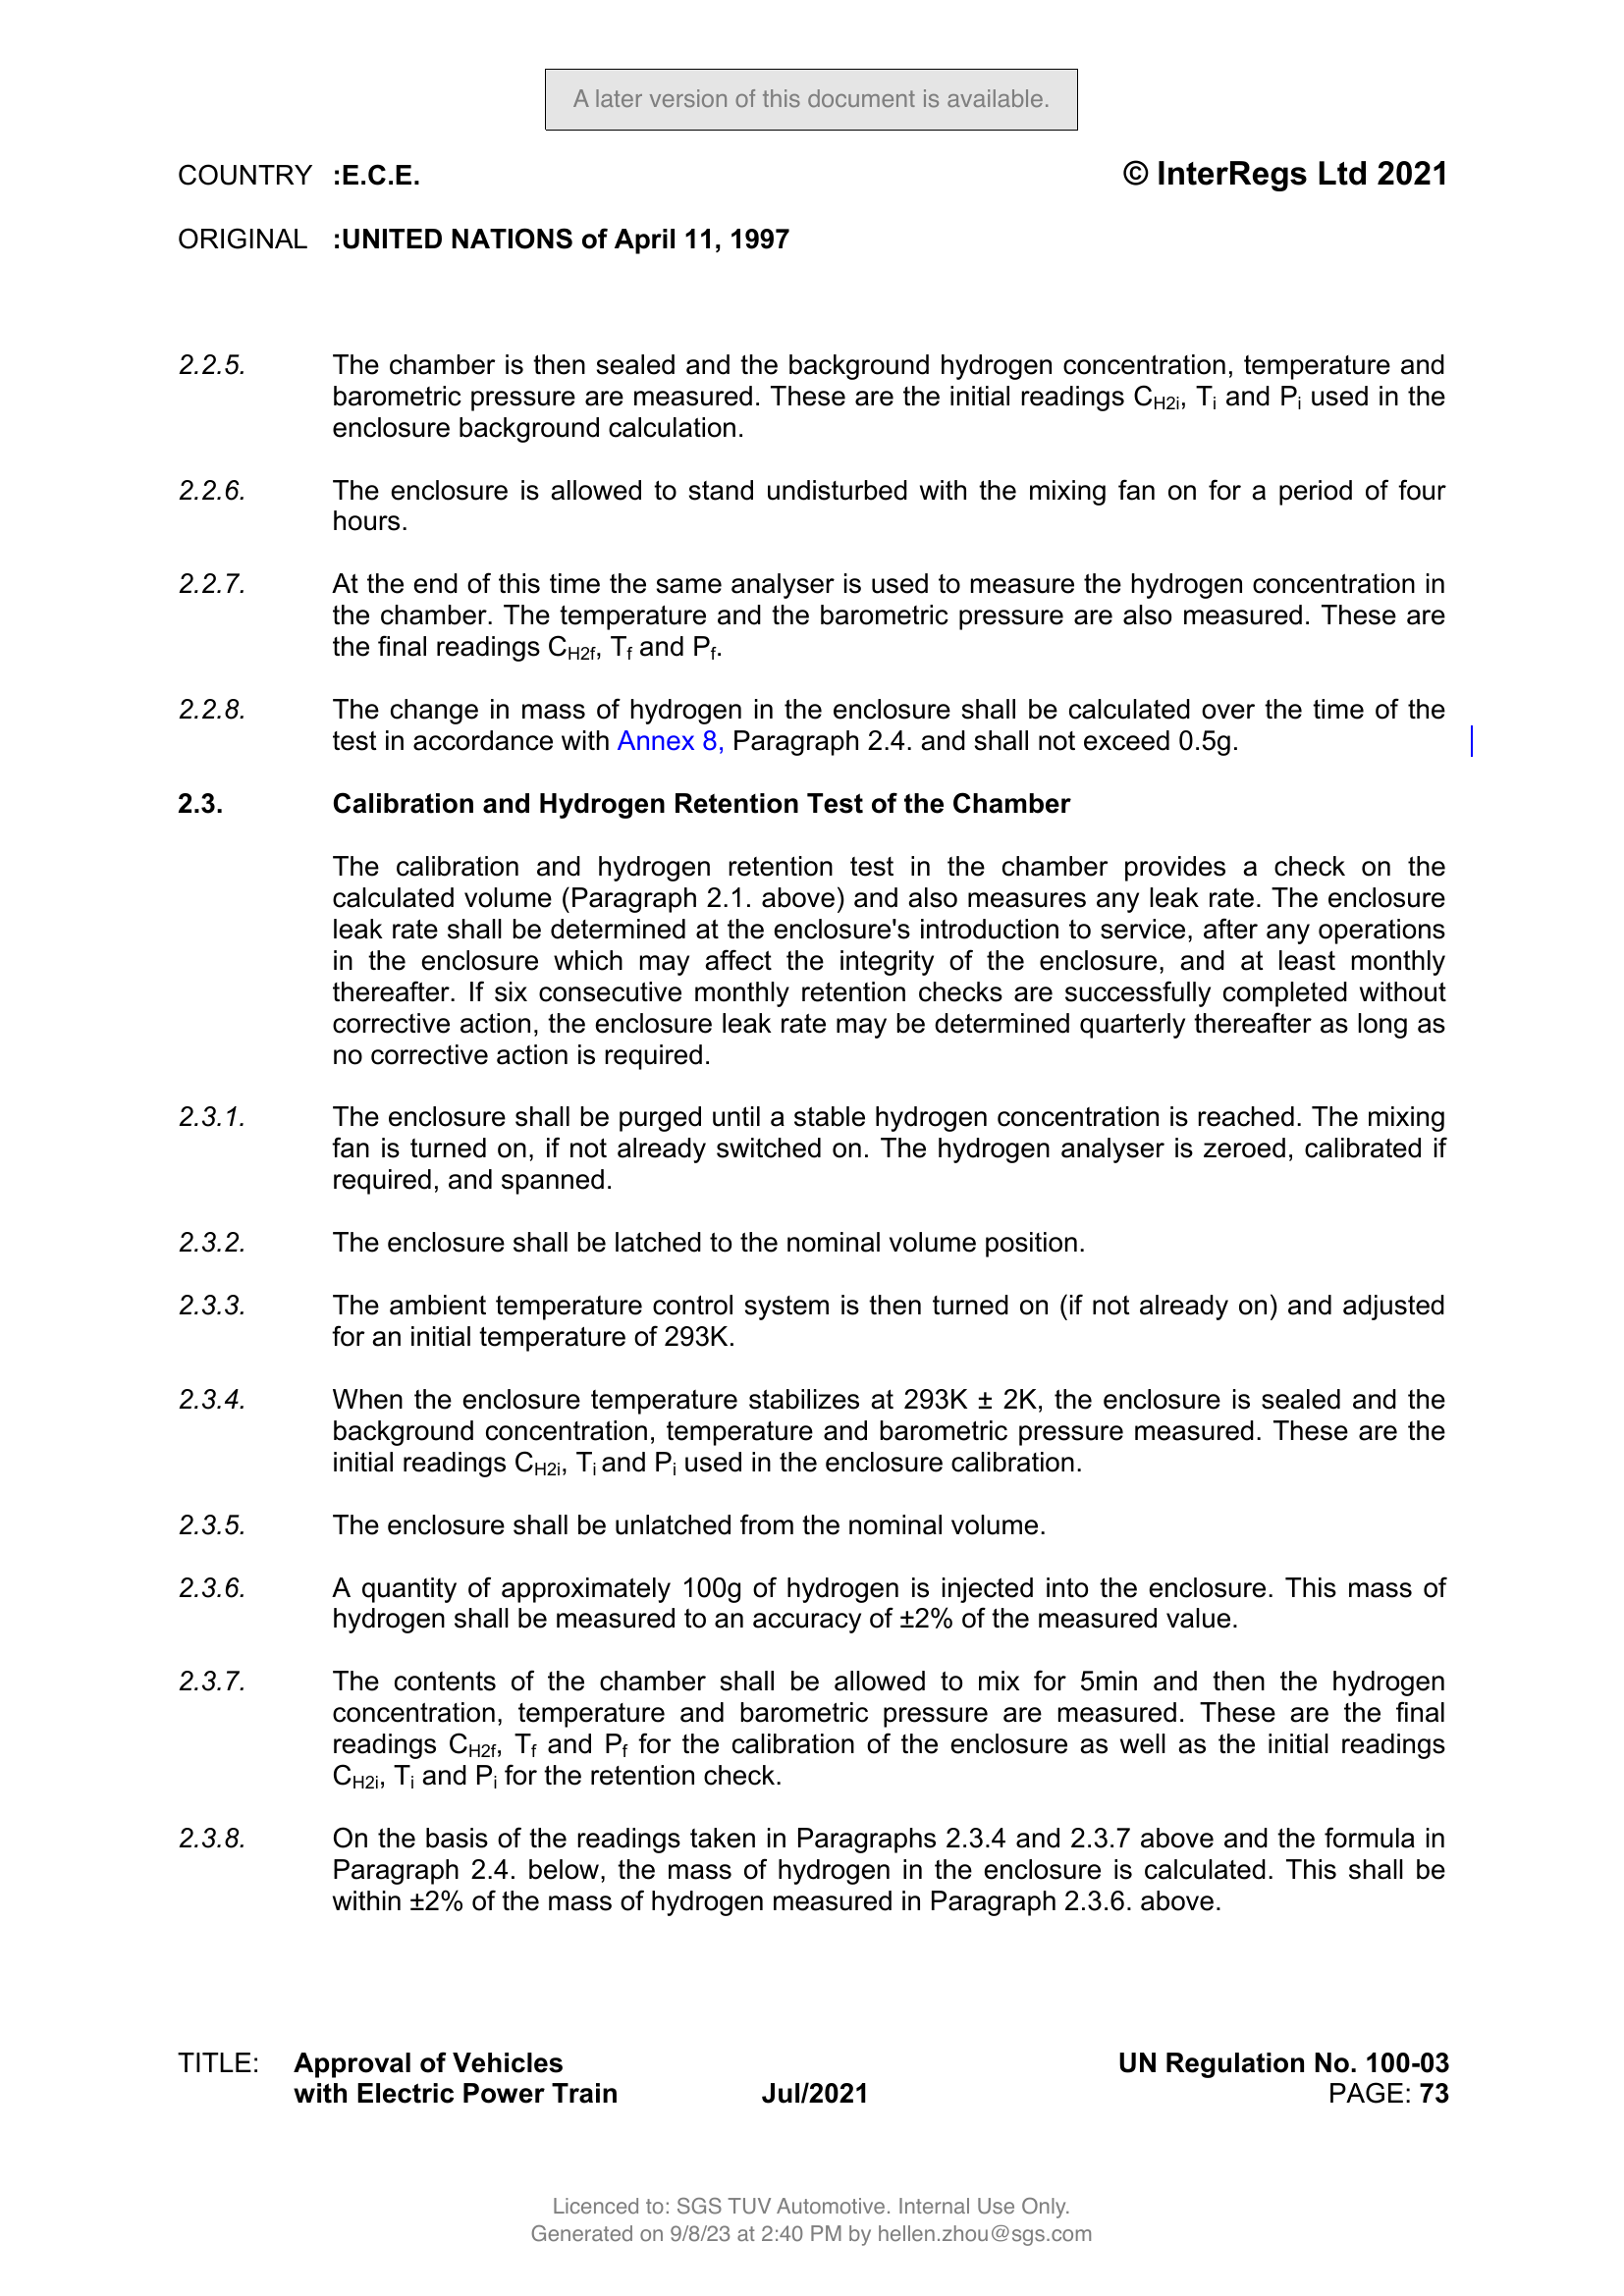 A later version of this document is available.
COUNTRY :E.C.E. © InterRegs Ltd 2021
ORIGINAL :UNITED NATIONS of April 11, 1997
2.2.5. The chamber is then sealed and the background hydrogen concentration, temperature and
barometric pressure are measured. These are the initial readings CH2i, Ti and Pi used in the
enclosure background calculation.
2.2.6. The enclosure is allowed to stand undisturbed with the mixing fan on for a period of four
hours.
2.2.7. At the end of this time the same analyser is used to measure the hydrogen concentration in
the chamber. The temperature and the barometric pressure are also measured. These are
the final readings CH2f, Tf and Pf.
2.2.8. The change in mass of hydrogen in the enclosure shall be calculated over the time of the
test in accordance with Annex 8, Paragraph 2.4. and shall not exceed 0.5g.
2.3. Calibration and Hydrogen Retention Test of the Chamber
The calibration and hydrogen retention test in the chamber provides a check on the
calculated volume (Paragraph 2.1. above) and also measures any leak rate. The enclosure
leak rate shall be determined at the enclosure's introduction to service, after any operations
in the enclosure which may affect the integrity of the enclosure, and at least monthly
thereafter. If six consecutive monthly retention checks are successfully completed without
corrective action, the enclosure leak rate may be determined quarterly thereafter as long as
no corrective action is required.
2.3.1. The enclosure shall be purged until a stable hydrogen concentration is reached. The mixing
fan is turned on, if not already switched on. The hydrogen analyser is zeroed, calibrated if
required, and spanned.
2.3.2. The enclosure shall be latched to the nominal volume position.
2.3.3. The ambient temperature control system is then turned on (if not already on) and adjusted
for an initial temperature of 293K.
2.3.4. When the enclosure temperature stabilizes at 293K ± 2K, the enclosure is sealed and the
background concentration, temperature and barometric pressure measured. These are the
initial readings CH2i, Ti and Pi used in the enclosure calibration.
2.3.5. The enclosure shall be unlatched from the nominal volume.
2.3.6. A quantity of approximately 100g of hydrogen is injected into the enclosure. This mass of
hydrogen shall be measured to an accuracy of ±2% of the measured value.
2.3.7. The contents of the chamber shall be allowed to mix for 5min and then the hydrogen
concentration, temperature and barometric pressure are measured. These are the final
readings CH2f, Tf and Pf for the calibration of the enclosure as well as the initial readings
CH2i, Ti and Pi for the retention check.
2.3.8. On the basis of the readings taken in Paragraphs 2.3.4 and 2.3.7 above and the formula in
Paragraph 2.4. below, the mass of hydrogen in the enclosure is calculated. This shall be
within ±2% of the mass of hydrogen measured in Paragraph 2.3.6. above.
TITLE: Approval of Vehicles UN Regulation No. 100-03
with Electric Power Train Jul/2021 PAGE: 73
Licenced to: SGS TUV Automotive. Internal Use Only.
Generated on 9/8/23 at 2:40 PM by hellen.zhou@sgs.com